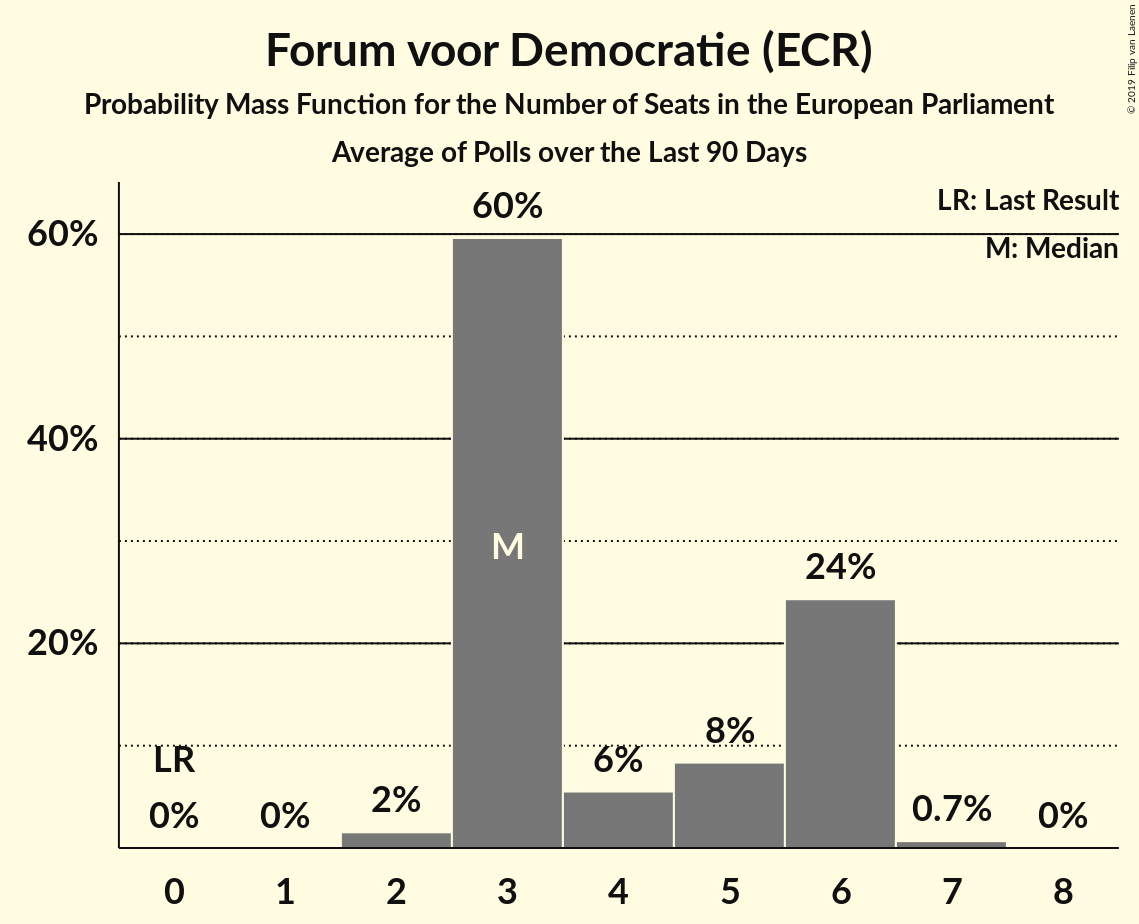 Forum voor Democratie (ECR)
Probability Mass Function for the Number of Seats in the European Parliament
Average of Polls over the Last 90 Days
© 2019 Filip van Laenen
LR: Last Result
M: Median
60%
40%
20%
LR
0%
0%
2%
60%
M
6%
8%
24%
0.7%
0%
0 1 2 3 4 5 6 7 8